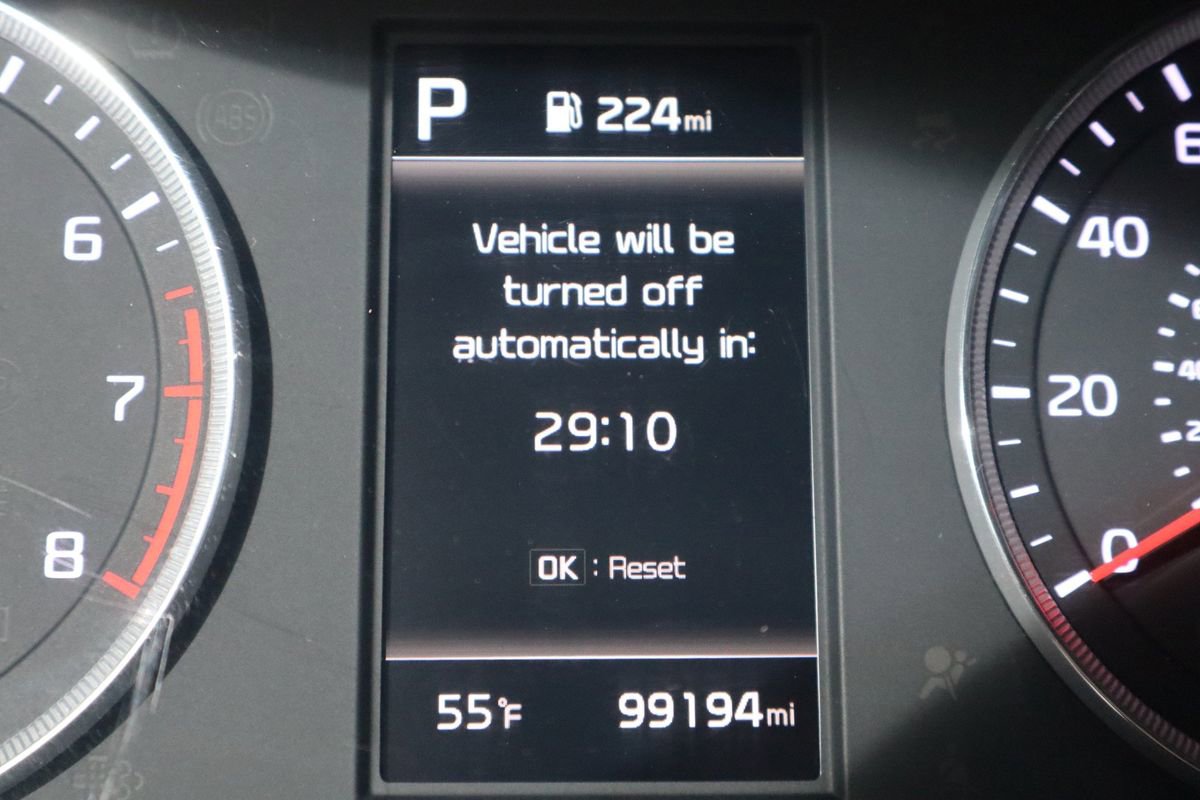 P 224mi
Vehicle will be
turned off
automatically in:
29:10
OK : Reset
55°F 99194mi
6
7
8
ABS
40
20
0